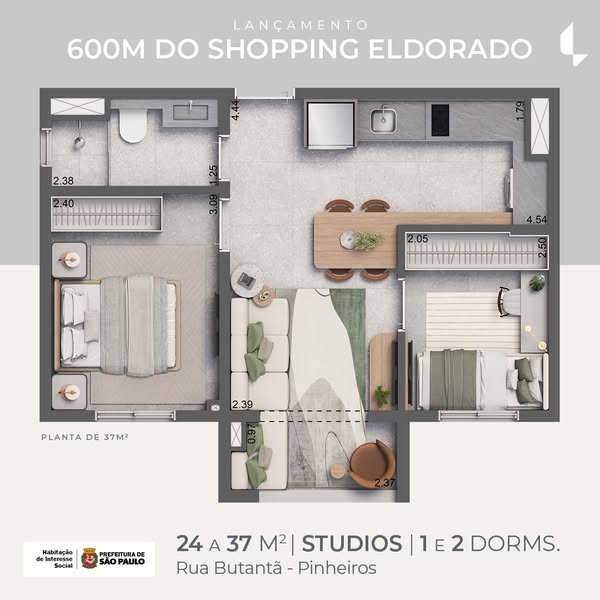 LANÇAMENTO
600M DO SHOPPING ELDORADO
4.44
1.79
2.38
1.25
2.40
3.09
4.54
2.05
2.50
2.39
0.97
2.37
PLANTA DE 37M²
Habitação
de Interesse
Social
PREFEITURA DE
SÃO PAULO
24 A 37 M² | STUDIOS | 1 E 2 DORMS.
Rua Butantã - Pinheiros